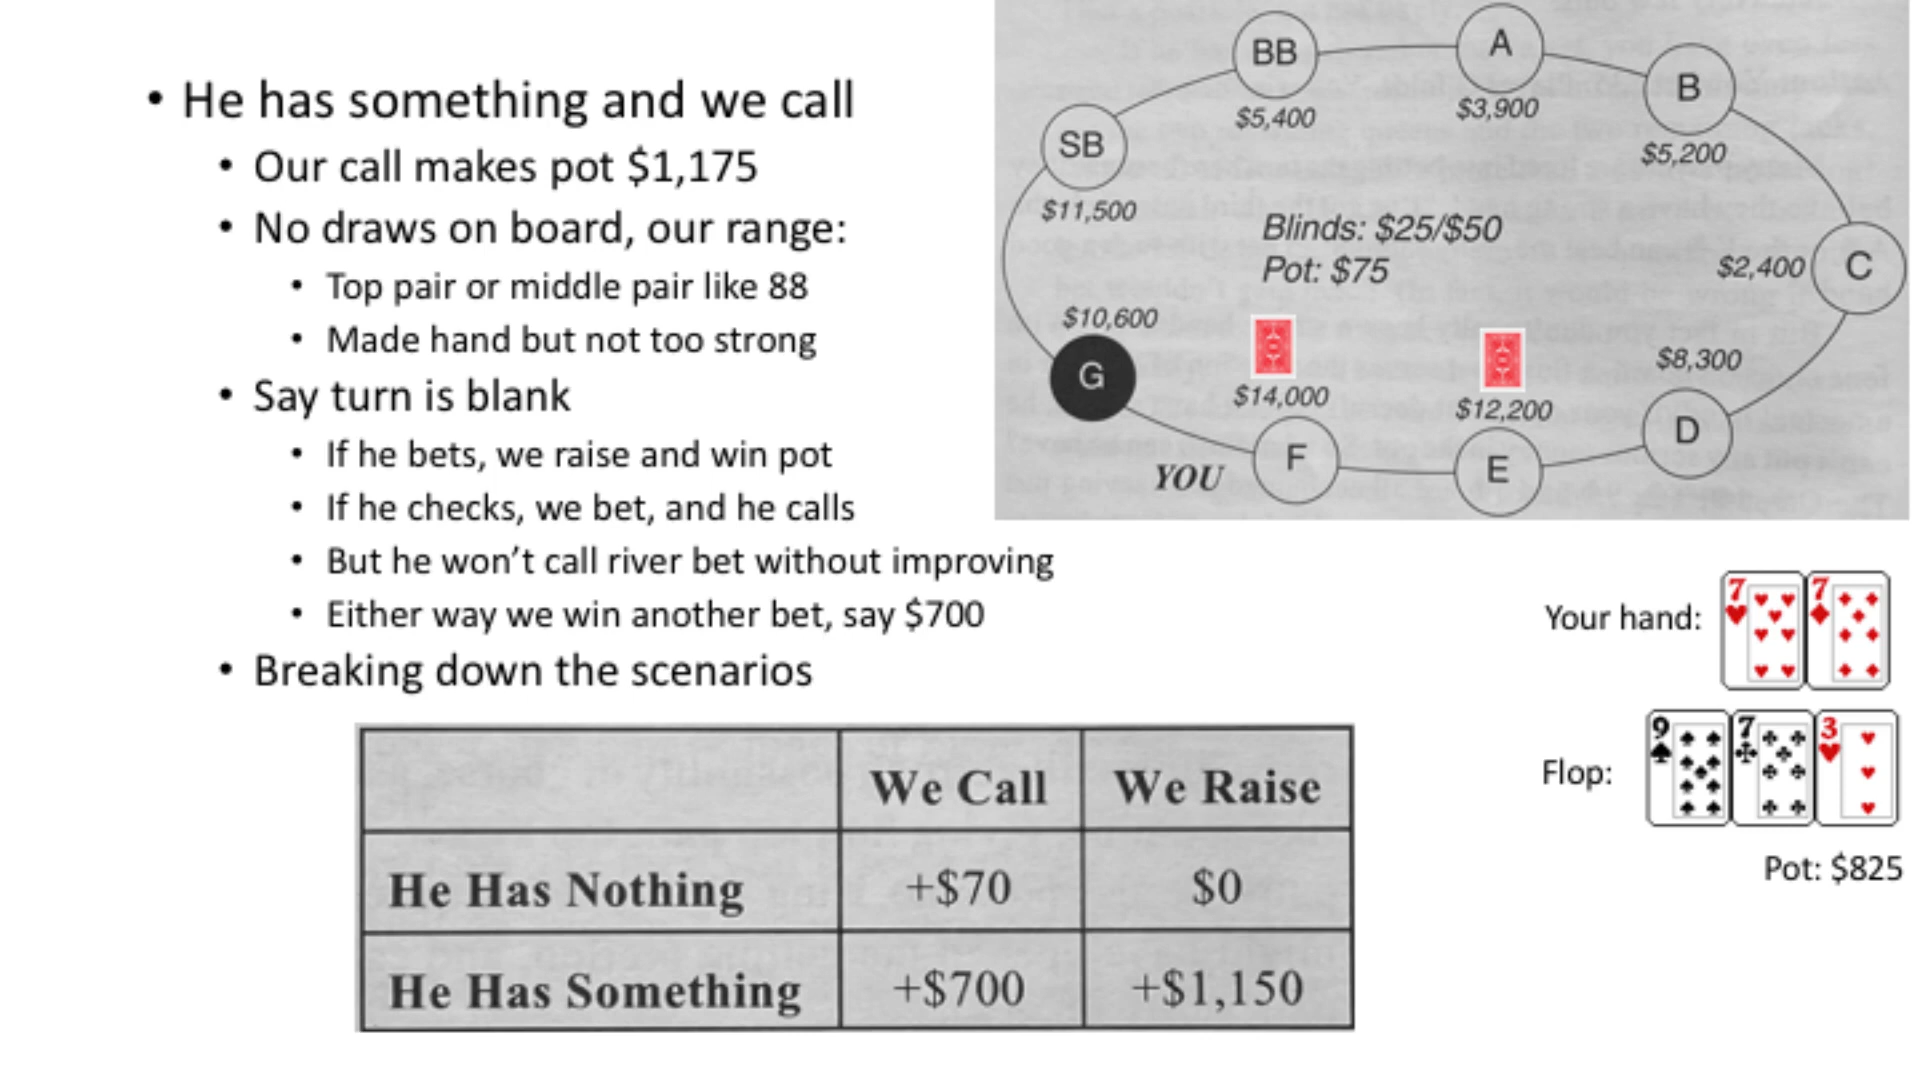 • He has something and we call
• Our call makes pot $1,175
• No draws on board, our range:
• Top pair or middle pair like 88
• Made hand but not too strong
• Say turn is blank
• If he bets, we raise and win pot
• If he checks, we bet, and he calls
• But he won’t call river bet without improving
• Either way we win another bet, say $700
• Breaking down the scenarios
We Call We Raise
He Has Nothing +$70 $0
He Has Something +$700 +$1,150
BB
$5,400
A
$3,900
B
$5,200
SB
$11,500
Blinds: $25/$50
Pot: $75
$2,400 C
$10,600
G
$8,300
D
$14,000
F
$12,200
E
YOU
Your hand:
7 7
Flop:
9 7 3
Pot: $825